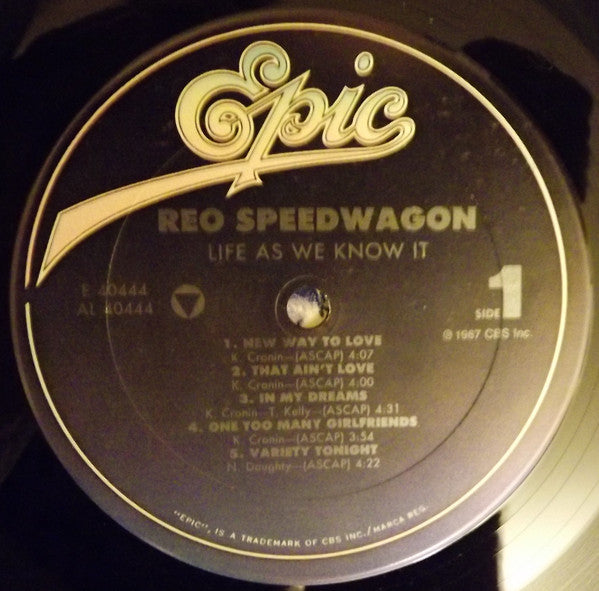 Epic
REO SPEEDWAGON
LIFE AS WE KNOW IT
E 40444
AL 40444
SIDE 1
℗ 1987 CBS Inc.
1. NEW WAY TO LOVE
K. Cronin—(ASCAP) 4:07
2. THAT AIN'T LOVE
K. Cronin—(ASCAP) 4:00
3. IN MY DREAMS
K. Cronin—T. Kelly—(ASCAP) 4:31
4. ONE TOO MANY GIRLFRIENDS
K. Cronin—(ASCAP) 3:54
5. VARIETY TONIGHT
N. Doughty—(ASCAP) 4:22
"EPIC", IS A TRADEMARK OF CBS INC./MARCA REG.